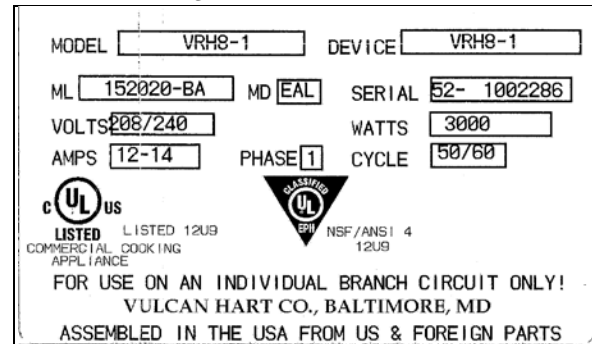 MODEL VRH8-1 DEVICE VRH8-1
ML 152020-BA MD EAL SERIAL 52- 1002286
VOLTS 208/240 WATTS 3000
AMPS 12-14 PHASE 1 CYCLE 50/60
C UL US
LISTED LISTED 12U9
COMMERCIAL COOKING
APPLIANCE
CLASSIFIED
UL
EPH
NSF/ANSI 4
12U9
FOR USE ON AN INDIVIDUAL BRANCH CIRCUIT ONLY!
VULCAN HART CO., BALTIMORE, MD
ASSEMBLED IN THE USA FROM US & FOREIGN PARTS